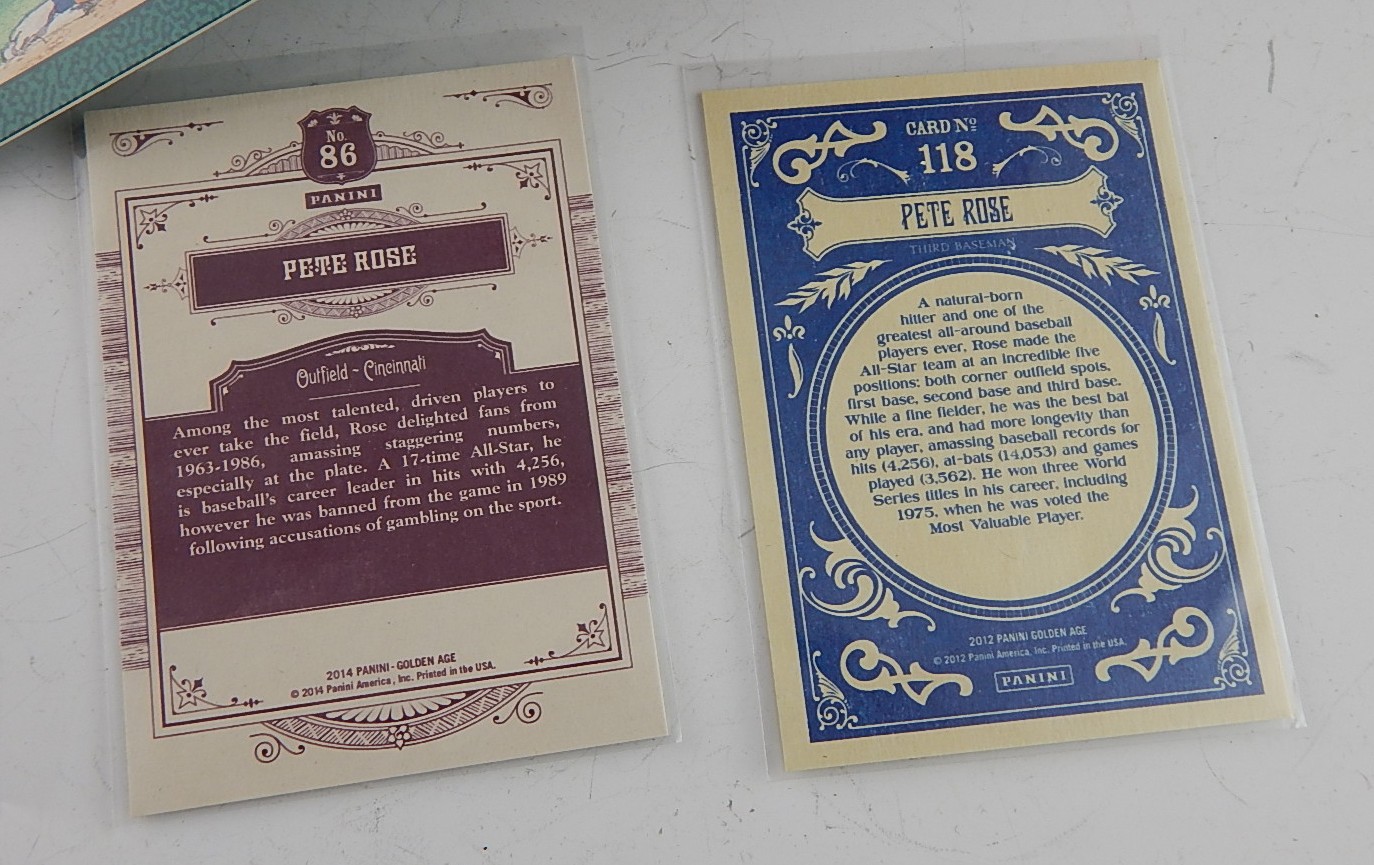 No.
86
PANINI
PETE ROSE
Outfield ~ Cincinnati
Among the most talented, driven players to
ever take the field, Rose delighted fans from
1963-1986, amassing staggering numbers,
especially at the plate. A 17-time All-Star, he
is baseball's career leader in hits with 4,256,
however he was banned from the game in 1989
following accusations of gambling on the sport.
2014 PANINI - GOLDEN AGE
© 2014 Panini America, Inc. Printed in the USA.
CARD Nº
118
PETE ROSE
THIRD BASEMAN
A natural-born
hitter and one of the
greatest all-around baseball
players ever, Rose made the
All-Star team at an incredible five
positions: both corner outfield spots,
first base, second base and third base.
While a fine fielder, he was the best bat
of his era, and had more longevity than
any player, amassing baseball records for
hits (4,256), at-bats (14,053) and games
played (3,562). He won three World
Series titles in his career, including
1975, when he was voted the
Most Valuable Player.
2012 PANINI GOLDEN AGE
© 2012 Panini America, Inc. Printed in the USA.
PANINI